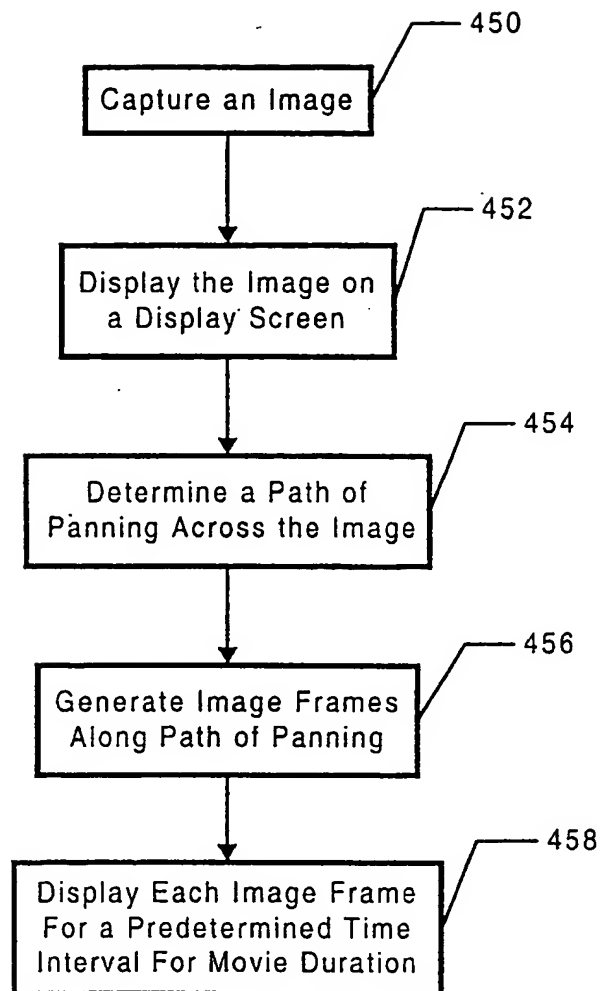 450
Capture an Image
452
Display the Image on
a Display Screen
454
Determine a Path of
Panning Across the Image
456
Generate Image Frames
Along Path of Panning
458
Display Each Image Frame
For a Predetermined Time
Interval For Movie Duration